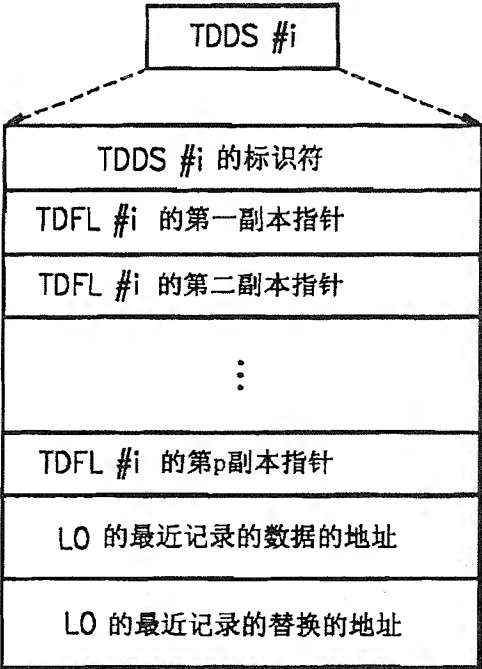 TDDS #i
TDDS #i 的标识符
TDFL #i 的第一副本指针
TDFL #i 的第二副本指针
⋮
TDFL #i 的第p副本指针
L0 的最近记录的数据的地址
L0 的最近记录的替换的地址